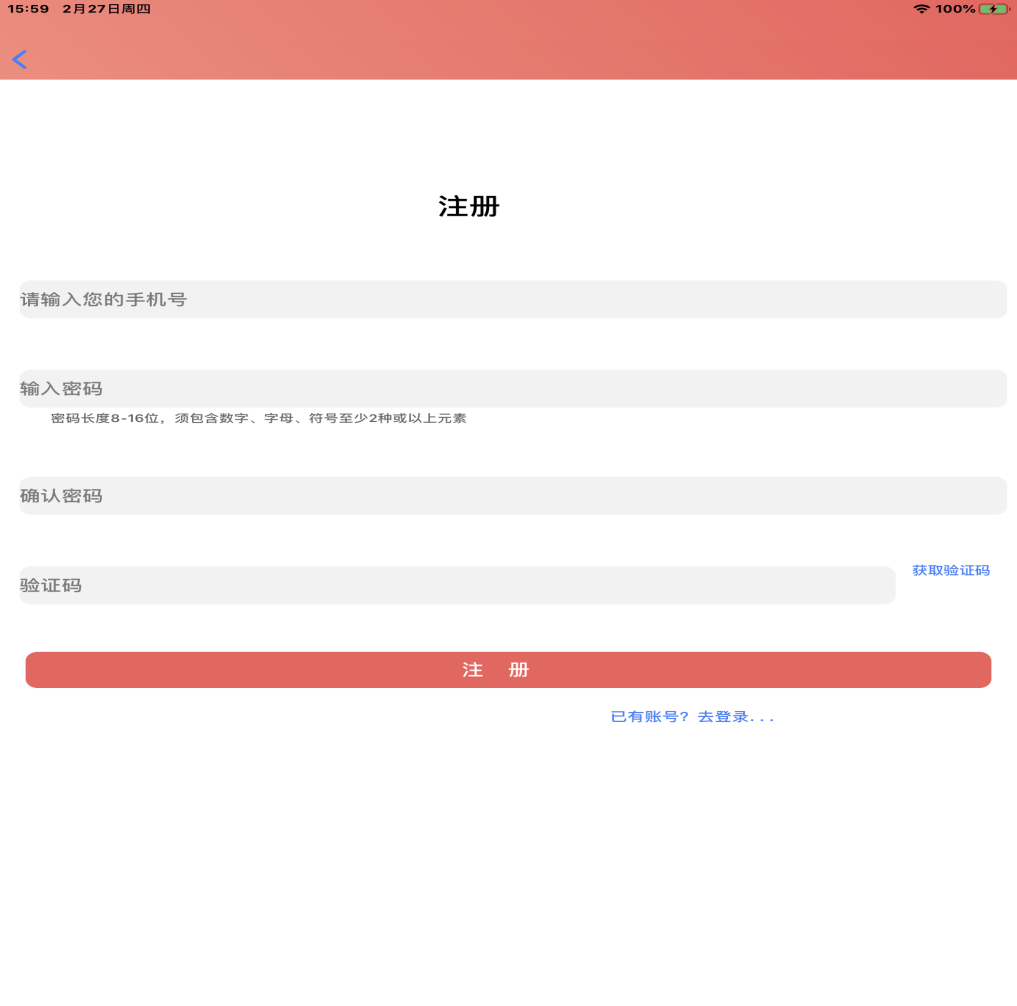 15:59 2月27日周四 100%
注册
请输入您的手机号
输入密码
密码长度8-16位，须包含数字、字母、符号至少2种或以上元素
确认密码
验证码 获取验证码
注 册
已有账号? 去登录...